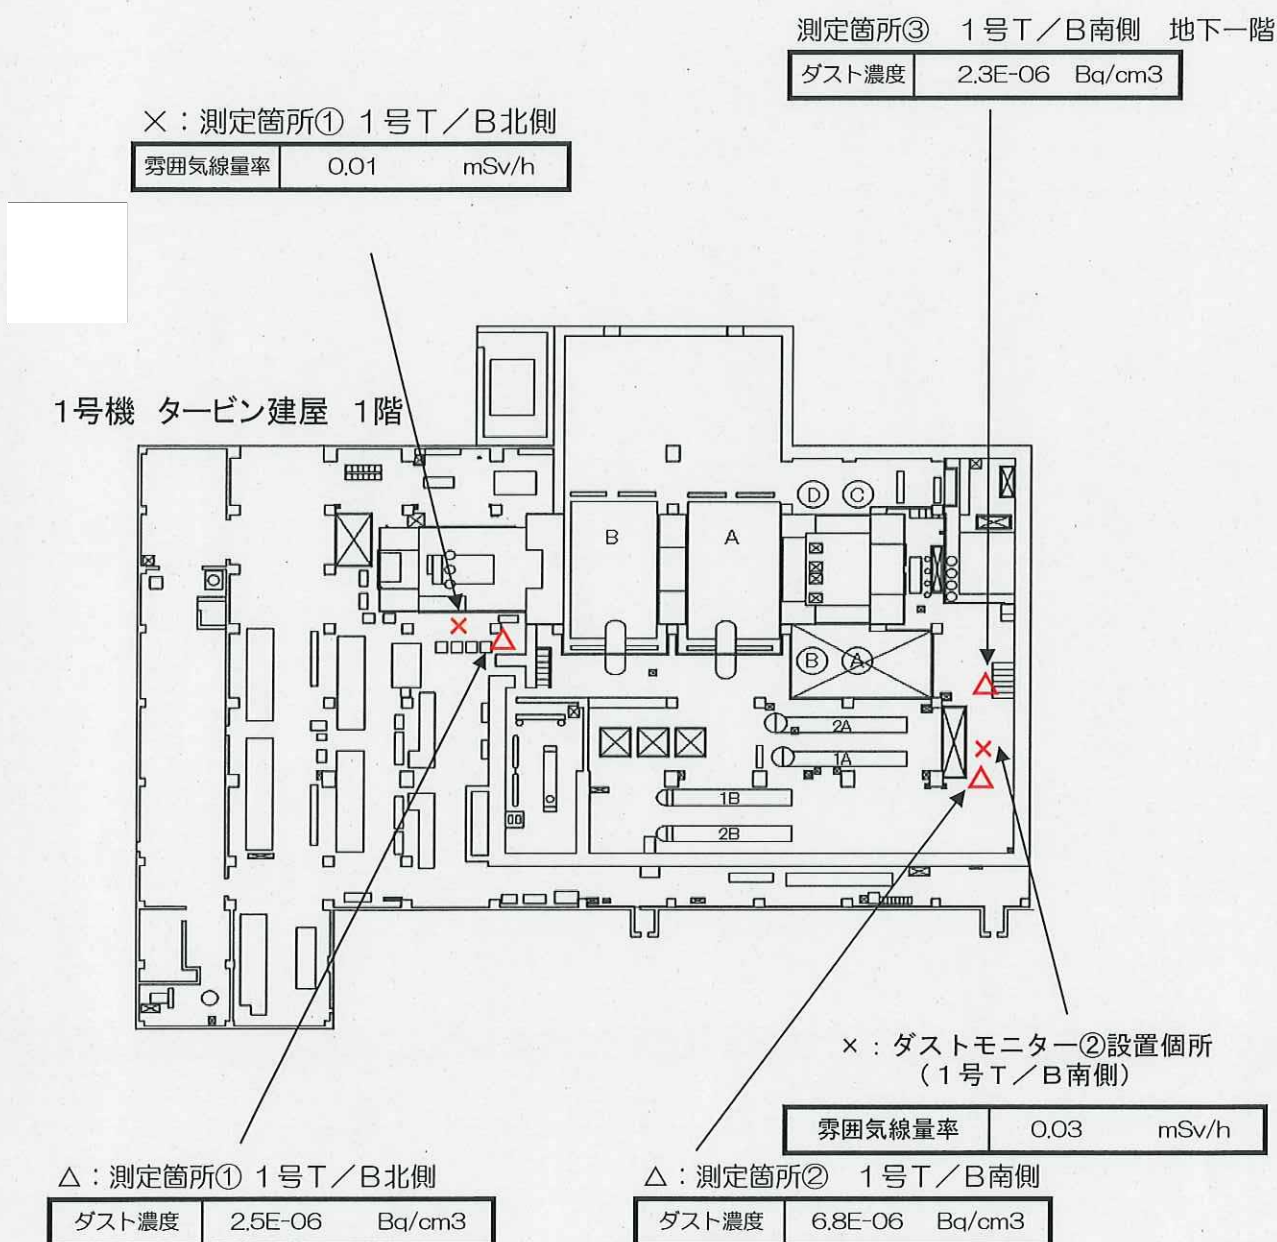 測定箇所③ 1号T/B南側 地下一階
ダスト濃度 2.3E-06 Bq/cm3
×:測定箇所① 1号T/B北側
雰囲気線量率 0.01 mSv/h
1号機 タービン建屋 1階
D C
B A
B A
2A
1A
1B
2B
×:ダストモニター②設置個所
(1号T/B南側)
雰囲気線量率 0.03 mSv/h
△:測定箇所① 1号T/B北側
ダスト濃度 2.5E-06 Bq/cm3
△:測定箇所② 1号T/B南側
ダスト濃度 6.8E-06 Bq/cm3